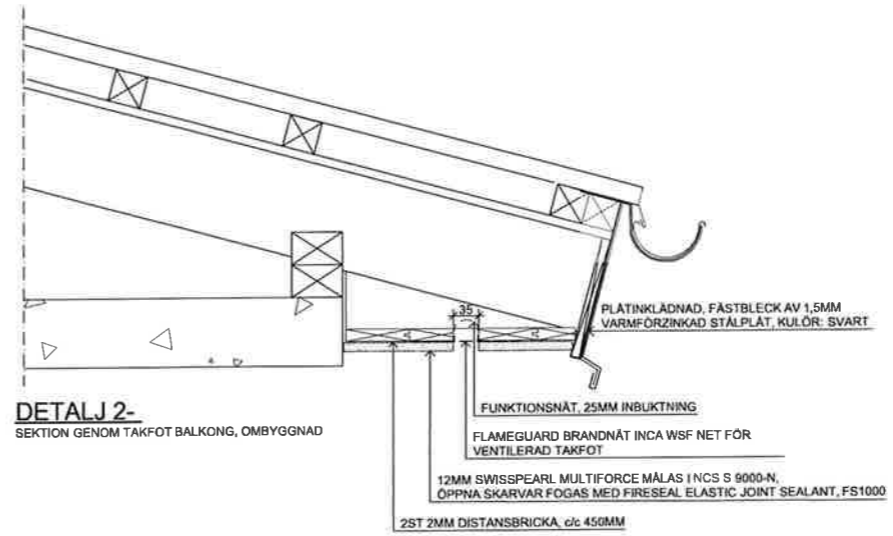 35
PLÅTINKLÄDNAD, FÄSTBLECK AV 1,5MM
VARMFÖRZINKAD STÅLPLÅT, KULÖR: SVART
DETALJ 2-
SEKTION GENOM TAKFOT BALKONG, OMBYGGNAD
FUNKTIONSNÄT, 25MM INBUKTNING
FLAMEGUARD BRANDNÄT INCA WSF NET FÖR
VENTILERAD TAKFOT
12MM SWISSPEARL MULTIFORCE MÅLAS I NCS S 9000-N,
ÖPPNA SKARVAR FOGAS MED FIRESEAL ELASTIC JOINT SEALANT, FS1000
2ST 2MM DISTANSBRICKA, c/c 450MM